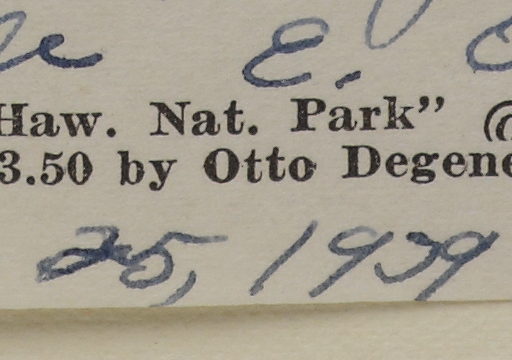 E.
Haw. Nat. Park" @
3.50 by Otto Degene
25, 1939